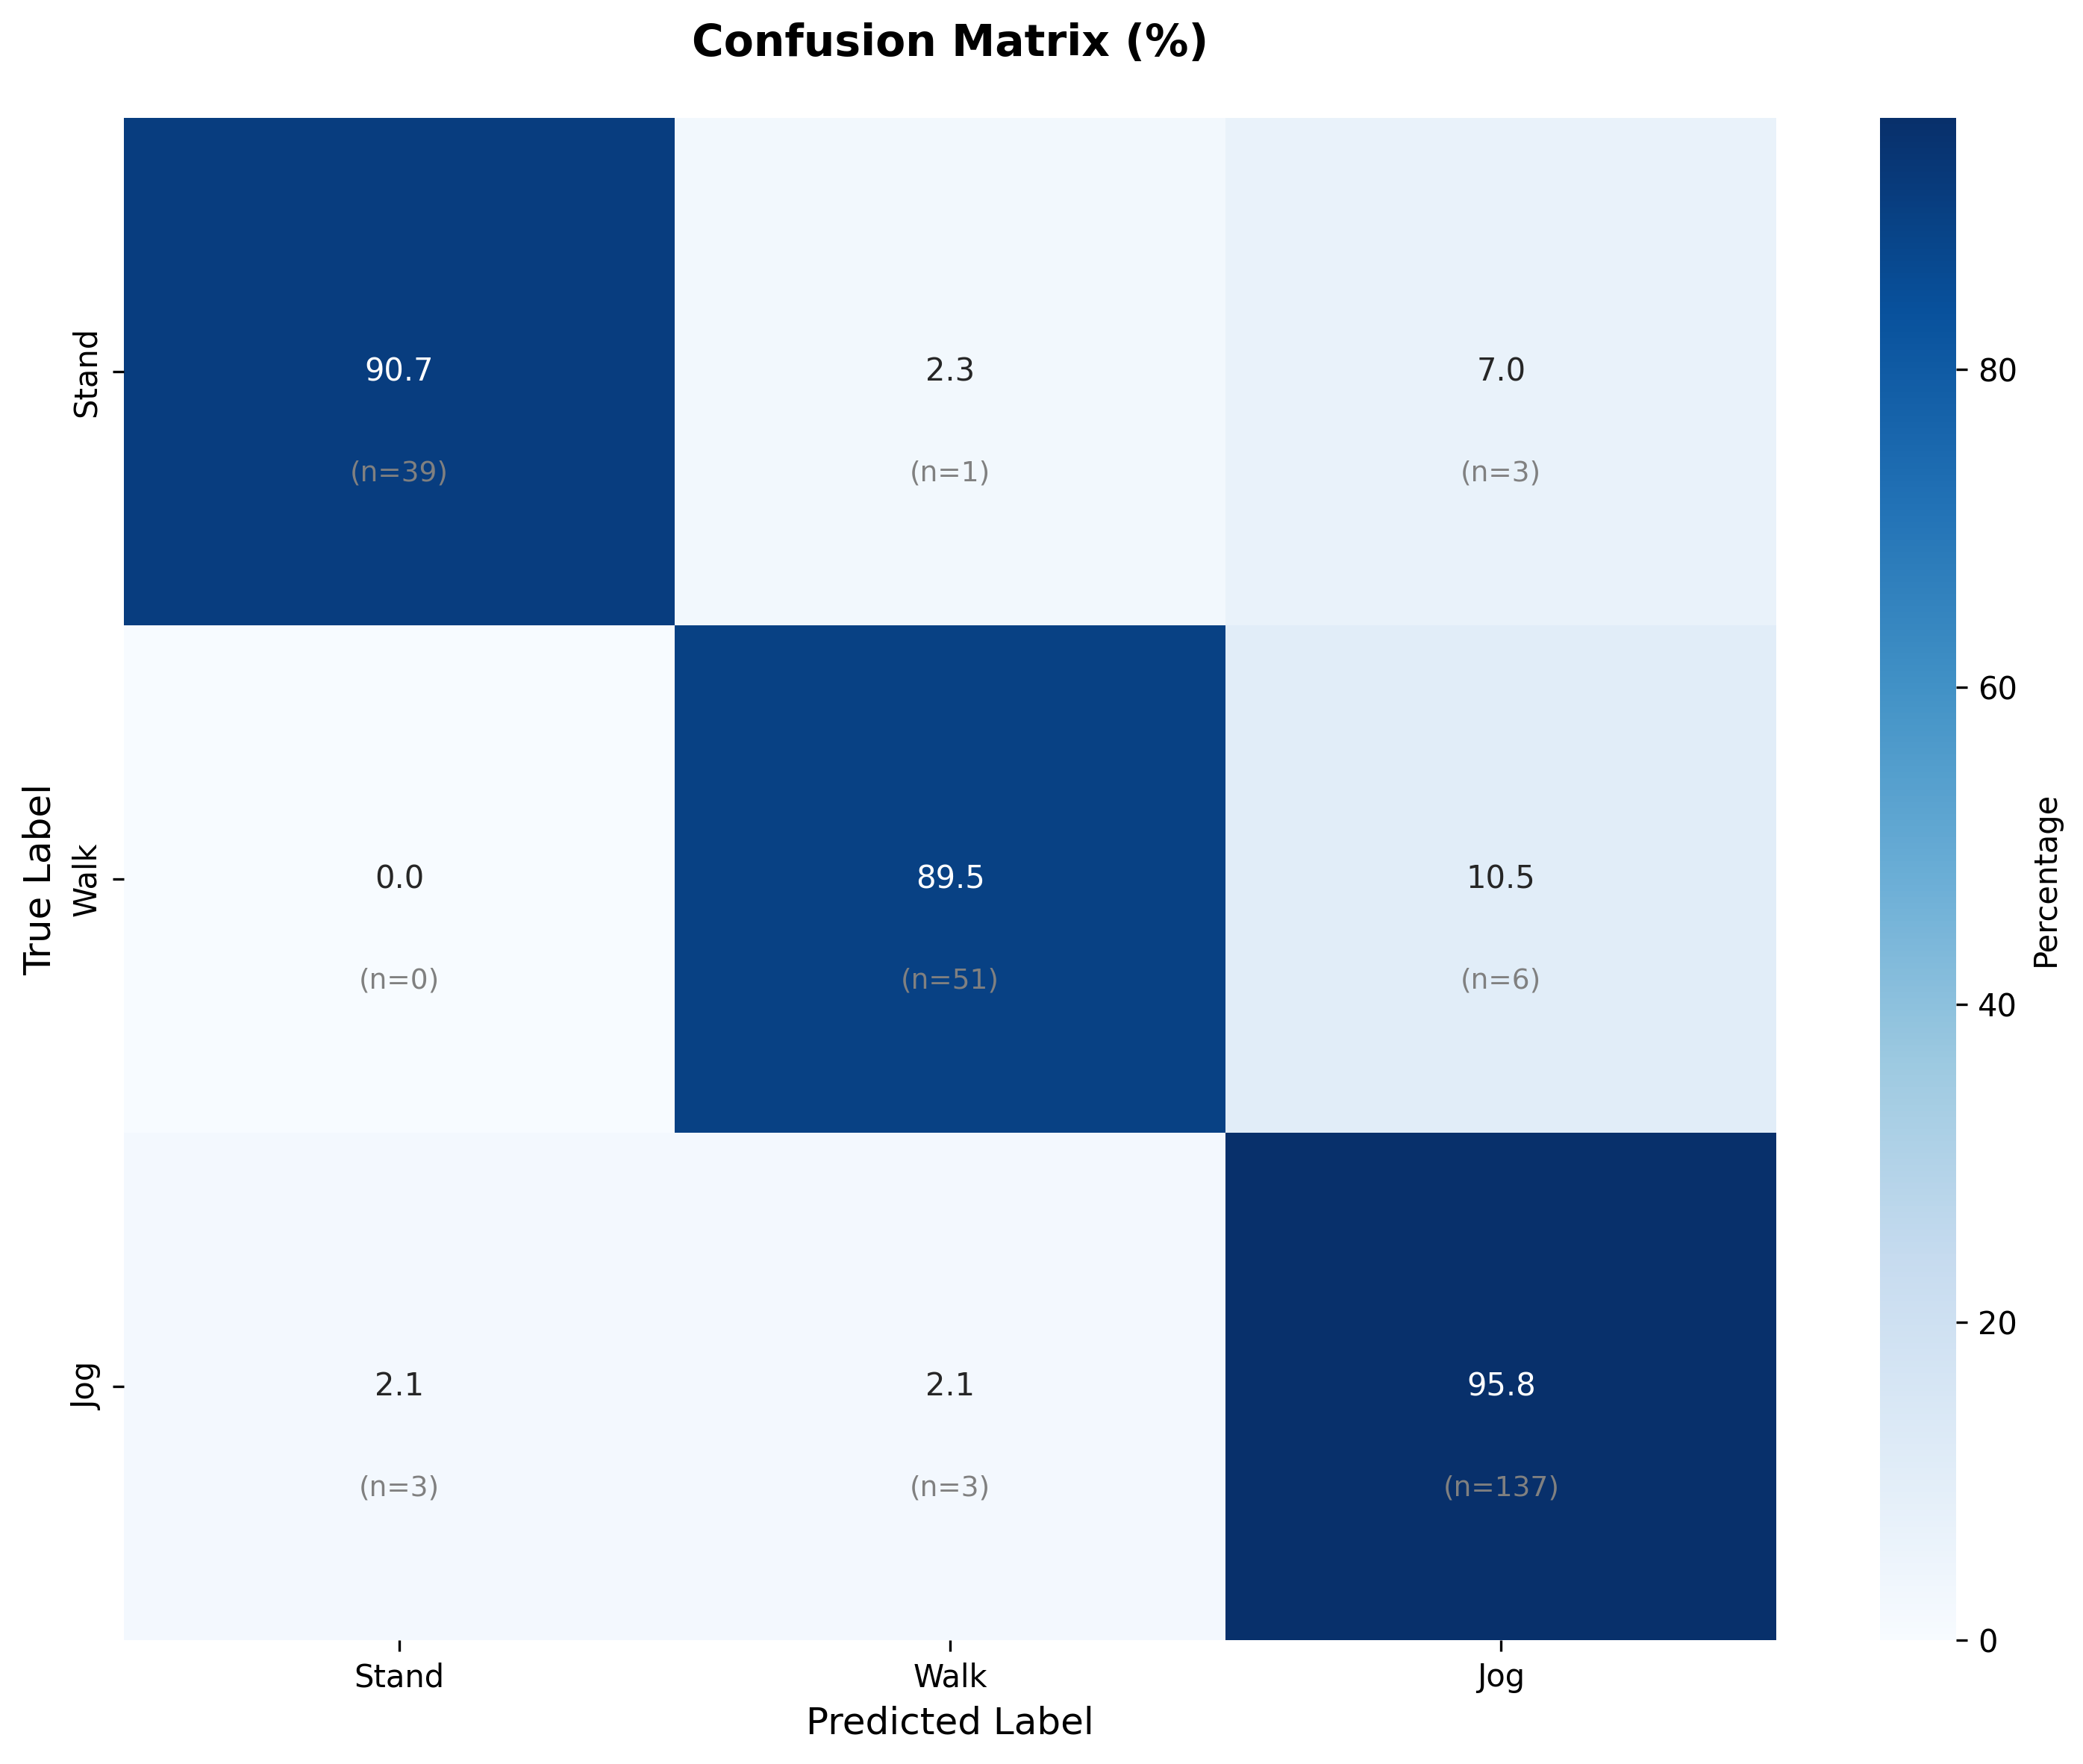 Confusion Matrix (%)
True Label
Stand
90.7
2.3
7.0
(n=39)
(n=1)
(n=3)
Walk
0.0
89.5
10.5
(n=0)
(n=51)
(n=6)
Jog
2.1
2.1
95.8
(n=3)
(n=3)
(n=137)
Stand
Walk
Jog
Predicted Label
80
60
40
20
0
Percentage